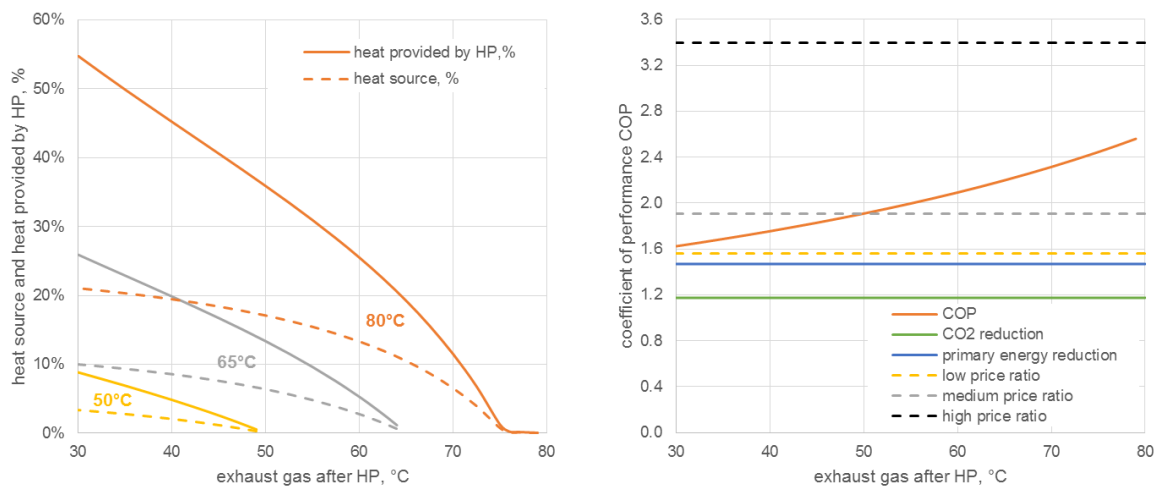 heat source and heat provided by HP, %
60%
50%
40%
30%
20%
10%
0%
heat provided by HP,%
heat source, %
80°C
65°C
50°C
30
40
50
60
70
80
exhaust gas after HP, °C
coefficient of performance COP
3.6
3.2
2.8
2.4
2.0
1.6
1.2
0.8
0.4
0.0
COP
CO2 reduction
primary energy reduction
low price ratio
medium price ratio
high price ratio
30
40
50
60
70
80
exhaust gas after HP, °C